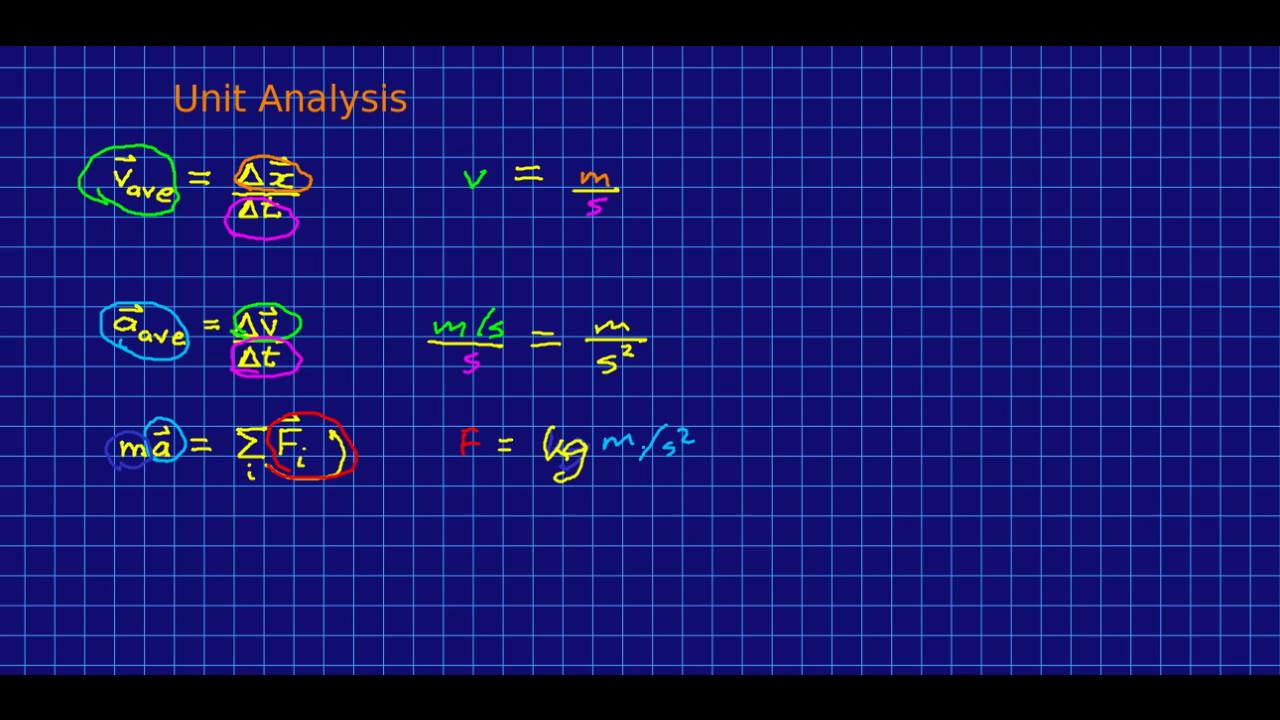 Unit Analysis
v⃗ave = Δx⃗/Δt v = m/s
a⃗ave = Δv⃗/Δt m/s/s = m/s²
ma⃗ = Σi F⃗i ) F = kg m/s²